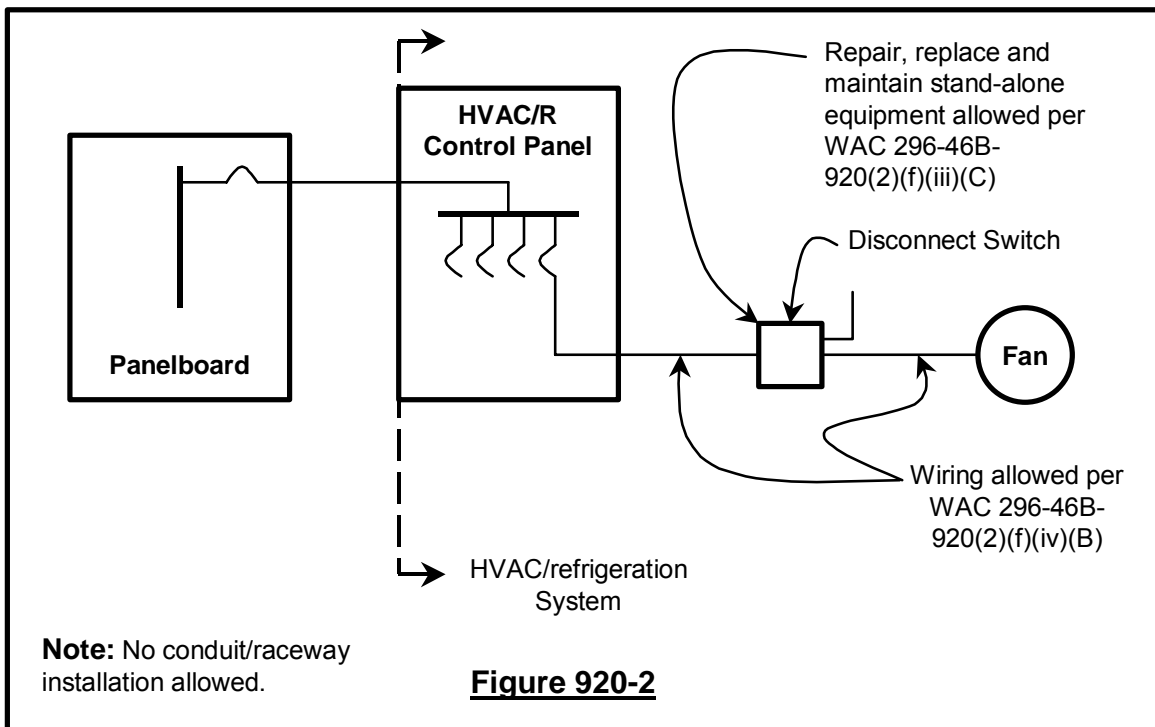 HVAC/R
Control Panel
Panelboard
Repair, replace and
maintain stand-alone
equipment allowed per
WAC 296-46B-
920(2)(f)(iii)(C)
Disconnect Switch
Fan
Wiring allowed per
WAC 296-46B-
920(2)(f)(iv)(B)
HVAC/refrigeration
System
Note: No conduit/raceway
installation allowed.
Figure 920-2